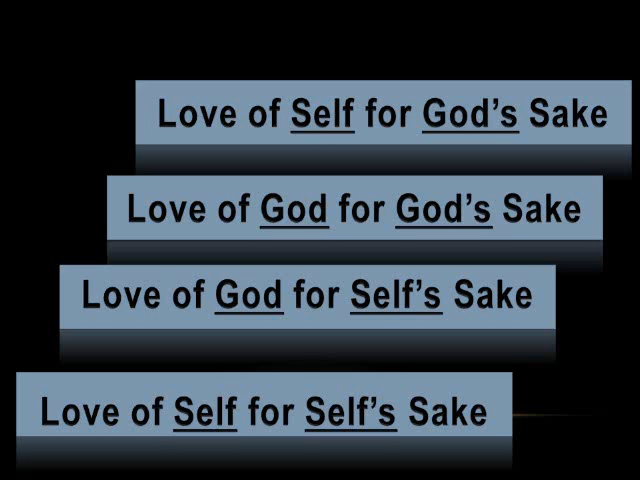 Love of Self for God’s Sake
Love of God for God’s Sake
Love of God for Self’s Sake
Love of Self for Self’s Sake